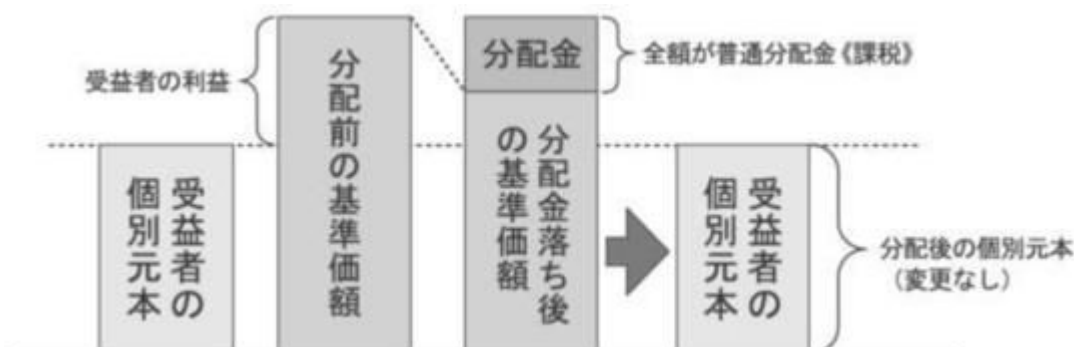 受益者の利益
受益者の
個別元本
分配前の基準価額
分配金
全額が普通分配金《課税》
分配金落ち後
の基準価額
受益者の
個別元本
分配後の個別元本
(変更なし)